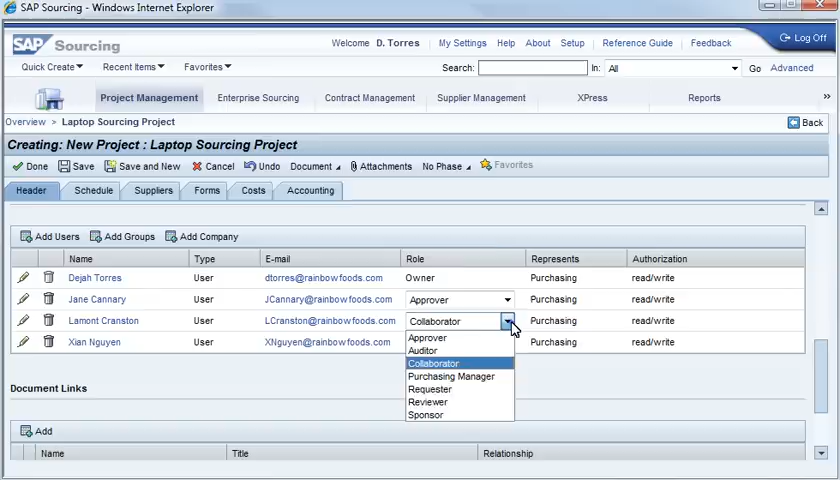 SAP Sourcing - Windows Internet Explorer
SAP Sourcing
Welcome D. Torres My Settings Help About Setup Reference Guide Feedback Log Off
Quick Create Recent Items Favorites Search: In: All Go Advanced
Project Management Enterprise Sourcing Contract Management Supplier Management XPress Reports »
Overview > Laptop Sourcing Project Back
Creating: New Project : Laptop Sourcing Project
Done Save Save and New Cancel Undo Document Attachments No Phase Favorites
Header Schedule Suppliers Forms Costs Accounting
Add Users Add Groups Add Company
Name Type E-mail Role Represents Authorization
Dejah Torres User dtorres@rainbowfoods.com Owner Purchasing read/write
Jane Cannary User JCannary@rainbowfoods.com Approver Purchasing read/write
Lamont Cranston User LCranston@rainbowfoods.com Collaborator Purchasing read/write
Xian Nguyen User XNguyen@rainbowfoods.com Purchasing read/write
Approver
Auditor
Collaborator
Purchasing Manager
Requester
Reviewer
Sponsor
Document Links
Add
Name Title Relationship